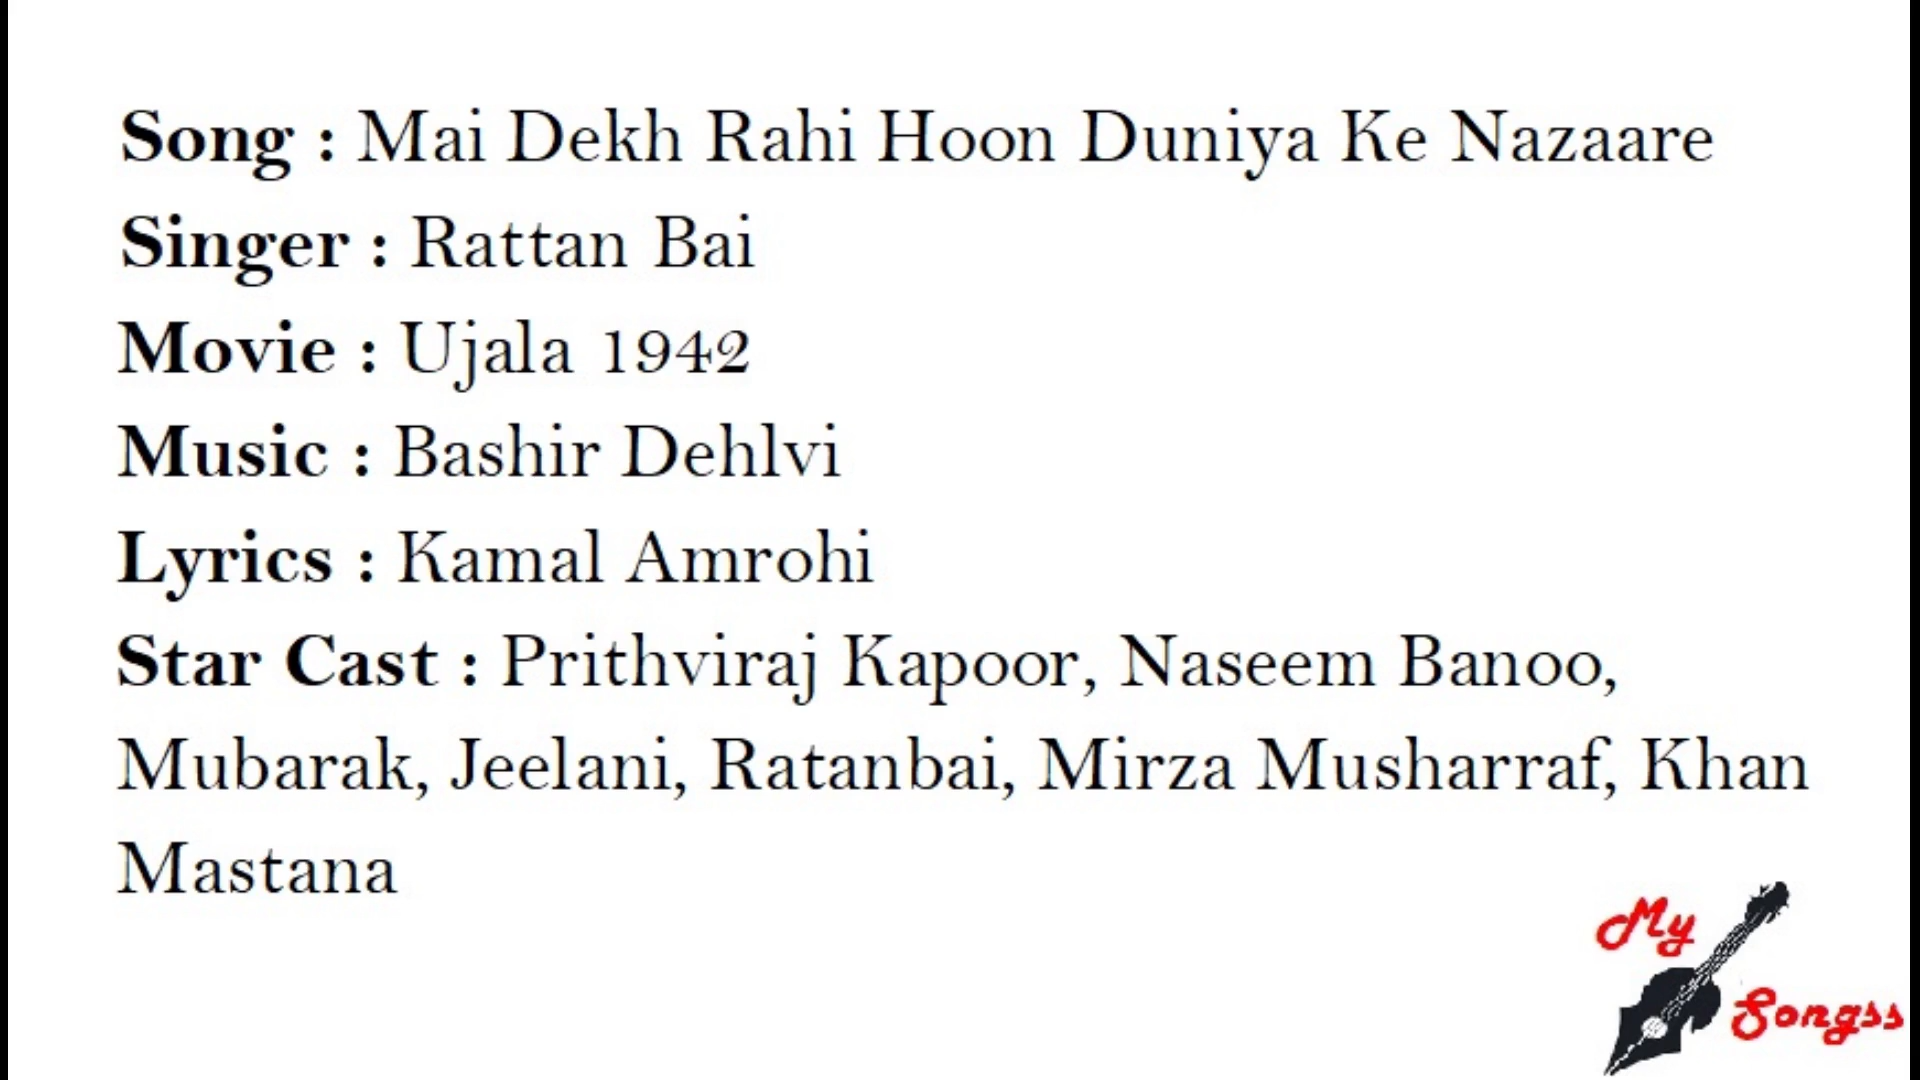 Song : Mai Dekh Rahi Hoon Duniya Ke Nazaare
Singer : Rattan Bai
Movie : Ujala 1942
Music : Bashir Dehlvi
Lyrics : Kamal Amrohi
Star Cast : Prithviraj Kapoor, Naseem Banoo,
Mubarak, Jeelani, Ratanbai, Mirza Musharraf, Khan
Mastana
My
Songss